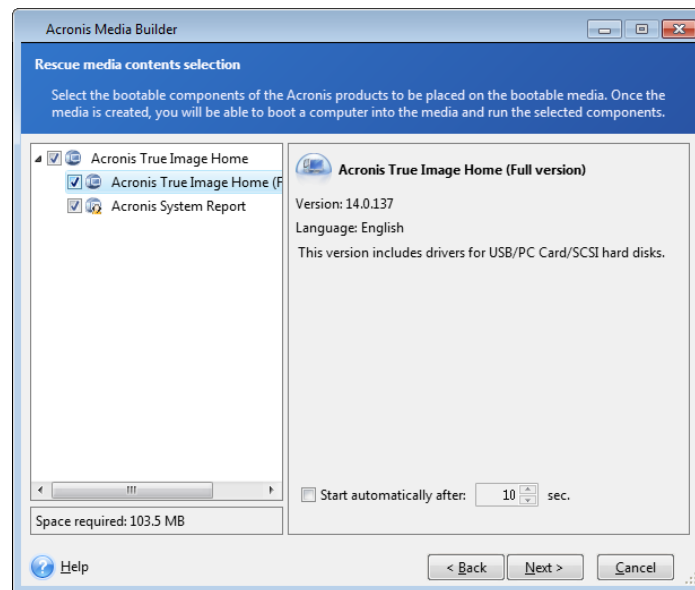 Acronis Media Builder
Rescue media contents selection
Select the bootable components of the Acronis products to be placed on the bootable media. Once the
media is created, you will be able to boot a computer into the media and run the selected components.
Acronis True Image Home
Acronis True Image Home (F
Acronis System Report
Space required: 103.5 MB
Acronis True Image Home (Full version)
Version: 14.0.137
Language: English
This version includes drivers for USB/PC Card/SCSI hard disks.
Start automatically after: 10 sec.
Help
< Back
Next >
Cancel